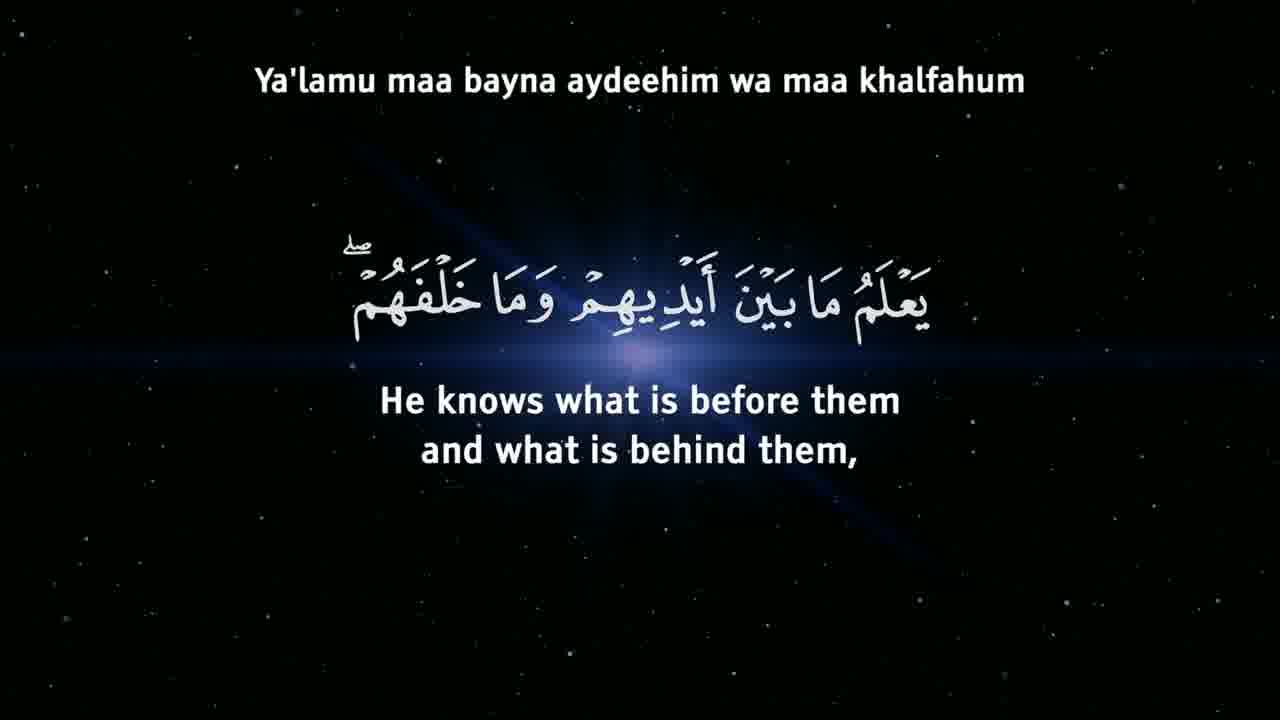 Ya'lamu maa bayna aydeehim wa maa khalfahum
يَعْلَمُ مَا بَيْنَ أَيْدِيهِمْ وَمَا خَلْفَهُمْ ۖ
He knows what is before them
and what is behind them,